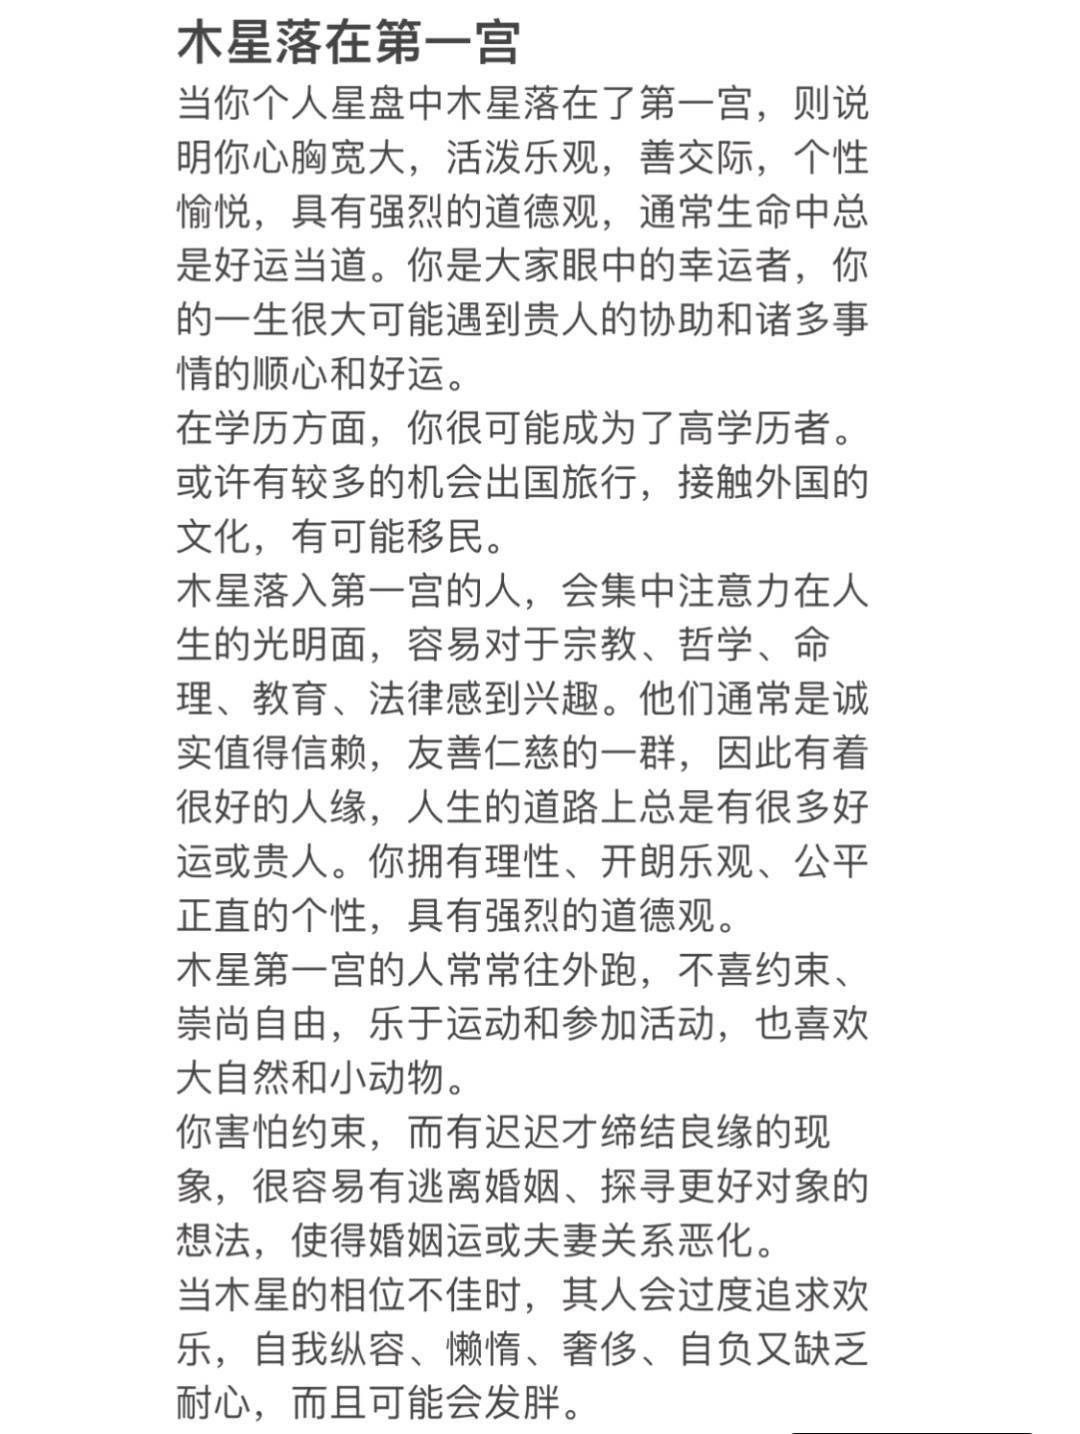 木星落在第一宫
当你个人星盘中木星落在了第一宫，则说
明你心胸宽大，活泼乐观，善交际，个性
愉悦，具有强烈的道德观，通常生命中总
是好运当道。你是大家眼中的幸运者，你
的一生很大可能遇到贵人的协助和诸多事
情的顺心和好运。
在学历方面，你很可能成为了高学历者。
或许有较多的机会出国旅行，接触外国的
文化，有可能移民。
木星落入第一宫的人，会集中注意力在人
生的光明面，容易对于宗教、哲学、命
理、教育、法律感到兴趣。他们通常是诚
实值得信赖，友善仁慈的一群，因此有着
很好的人缘，人生的道路上总是有很多好
运或贵人。你拥有理性、开朗乐观、公平
正直的个性，具有强烈的道德观。
木星第一宫的人常常往外跑，不喜约束、
崇尚自由，乐于运动和参加活动，也喜欢
大自然和小动物。
你害怕约束，而有迟迟才缔结良缘的现
象，很容易有逃离婚姻、探寻更好对象的
想法，使得婚姻运或夫妻关系恶化。
当木星的相位不佳时，其人会过度追求欢
乐，自我纵容、懒惰、奢侈、自负又缺乏
耐心，而且可能会发胖。